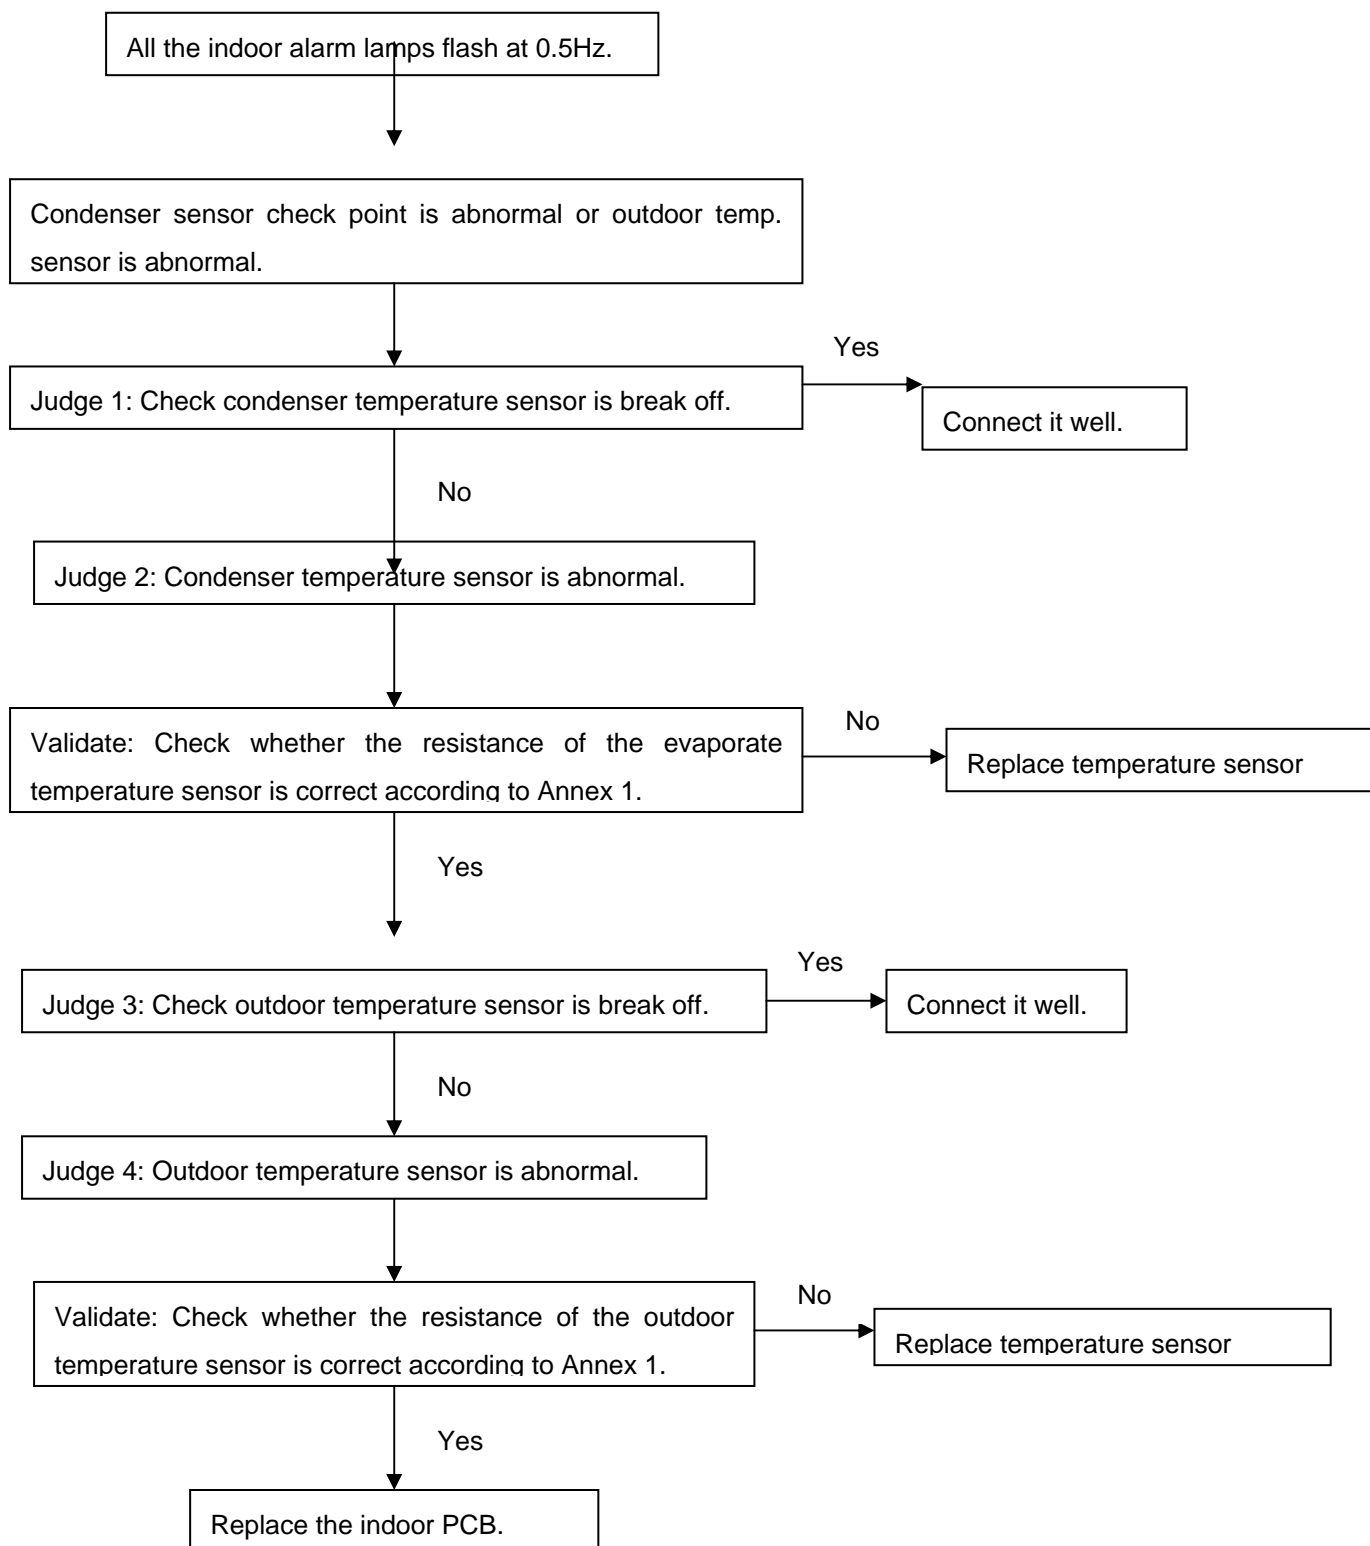 All the indoor alarm lamps flash at 0.5Hz.
Condenser sensor check point is abnormal or outdoor temp.
sensor is abnormal.
Yes
Judge 1: Check condenser temperature sensor is break off.
Connect it well.
No
Judge 2: Condenser temperature sensor is abnormal.
Validate: Check whether the resistance of the evaporate
temperature sensor is correct according to Annex 1.
No
Replace temperature sensor
Yes
Yes
Judge 3: Check outdoor temperature sensor is break off.
Connect it well.
No
Judge 4: Outdoor temperature sensor is abnormal.
Validate: Check whether the resistance of the outdoor
temperature sensor is correct according to Annex 1.
No
Replace temperature sensor
Yes
Replace the indoor PCB.